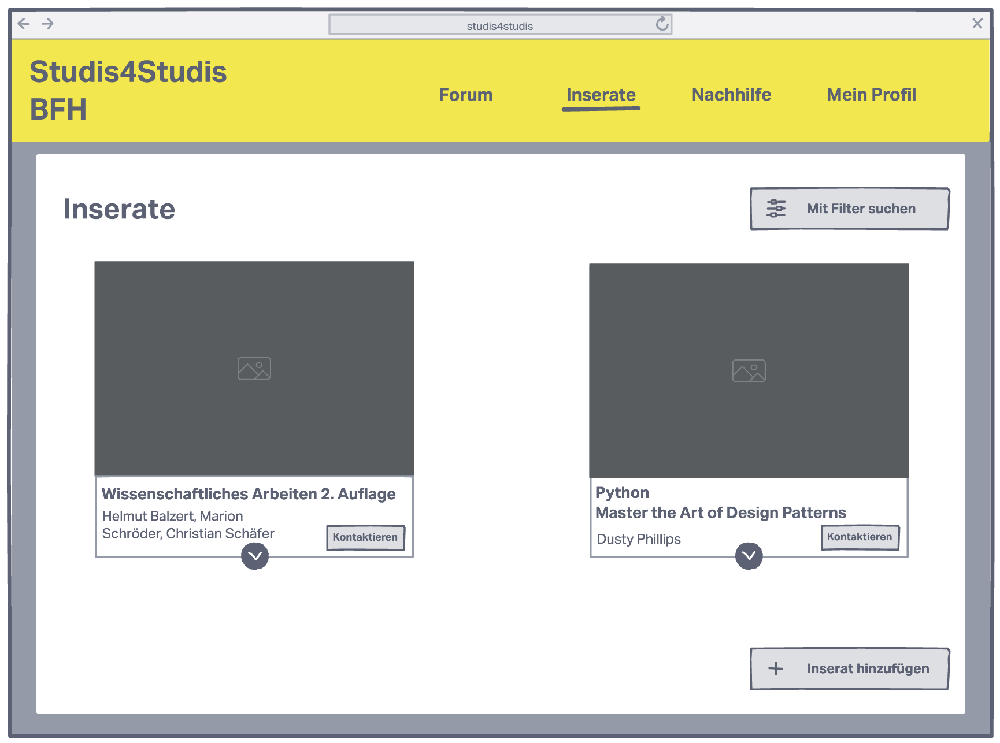 studis4studis
Studis4Studis
BFH
Forum
Inserate
Nachhilfe
Mein Profil
Inserate
Mit Filter suchen
Wissenschaftliches Arbeiten 2. Auflage
Helmut Balzert, Marion
Schröder, Christian Schäfer
Kontaktieren
Python
Master the Art of Design Patterns
Dusty Phillips
Kontaktieren
Inserat hinzufügen